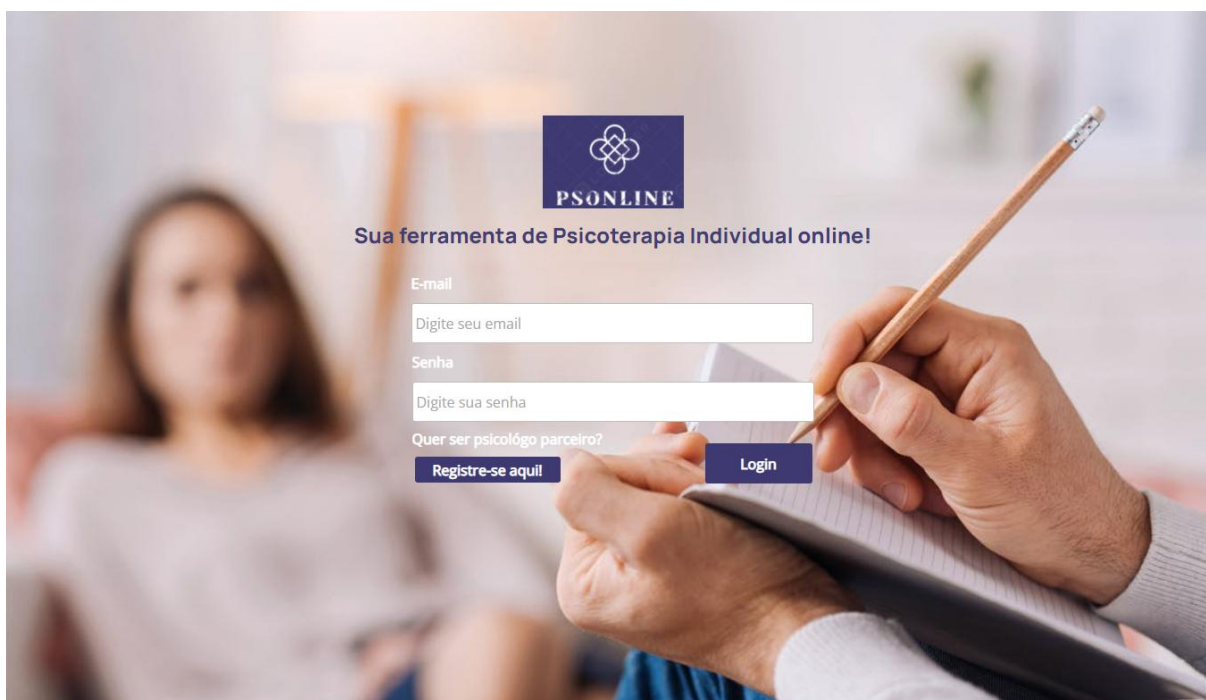 PSONLINE
Sua ferramenta de Psicoterapia Individual online!
E-mail
Digite seu email
Senha
Digite sua senha
Quer ser psicológo parceiro?
Registre-se aqui!
Login